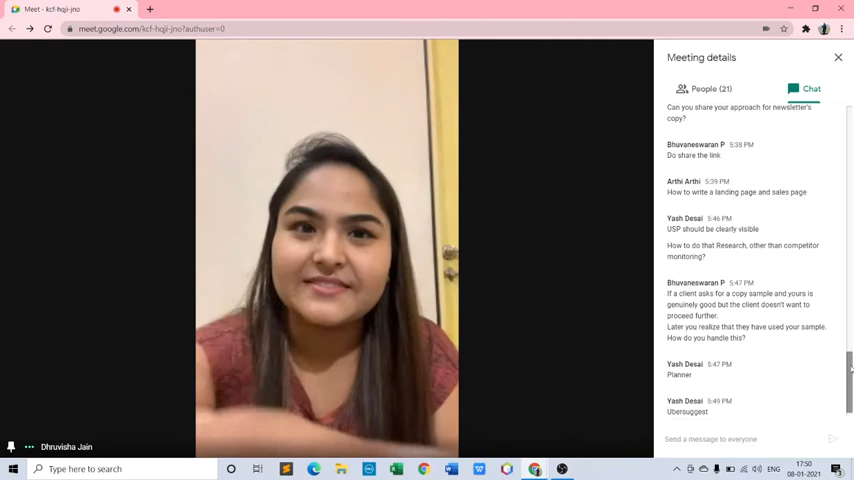 Meet - kcf-hqji-jno
meet.google.com/kcf-hqji-jno?authuser=0
Meeting details
People (21)
Chat
Can you share your approach for newsletter's
copy?
Bhuvaneswaran P 5:38 PM
Do share the link
Arthi Arthi 5:39 PM
How to write a landing page and sales page
Yash Desai 5:46 PM
USP should be clearly visible
How to do that Research, other than competitor
monitoring?
Bhuvaneswaran P 5:47 PM
If a client asks for a copy sample and yours is
genuinely good but the client doesn't want to
proceed further.
Later you realize that they have used your sample.
How do you handle this?
Yash Desai 5:47 PM
Planner
Yash Desai 5:49 PM
Ubersuggest
Send a message to everyone
Dhruvisha Jain
Type here to search
ENG
17:50
08-01-2021